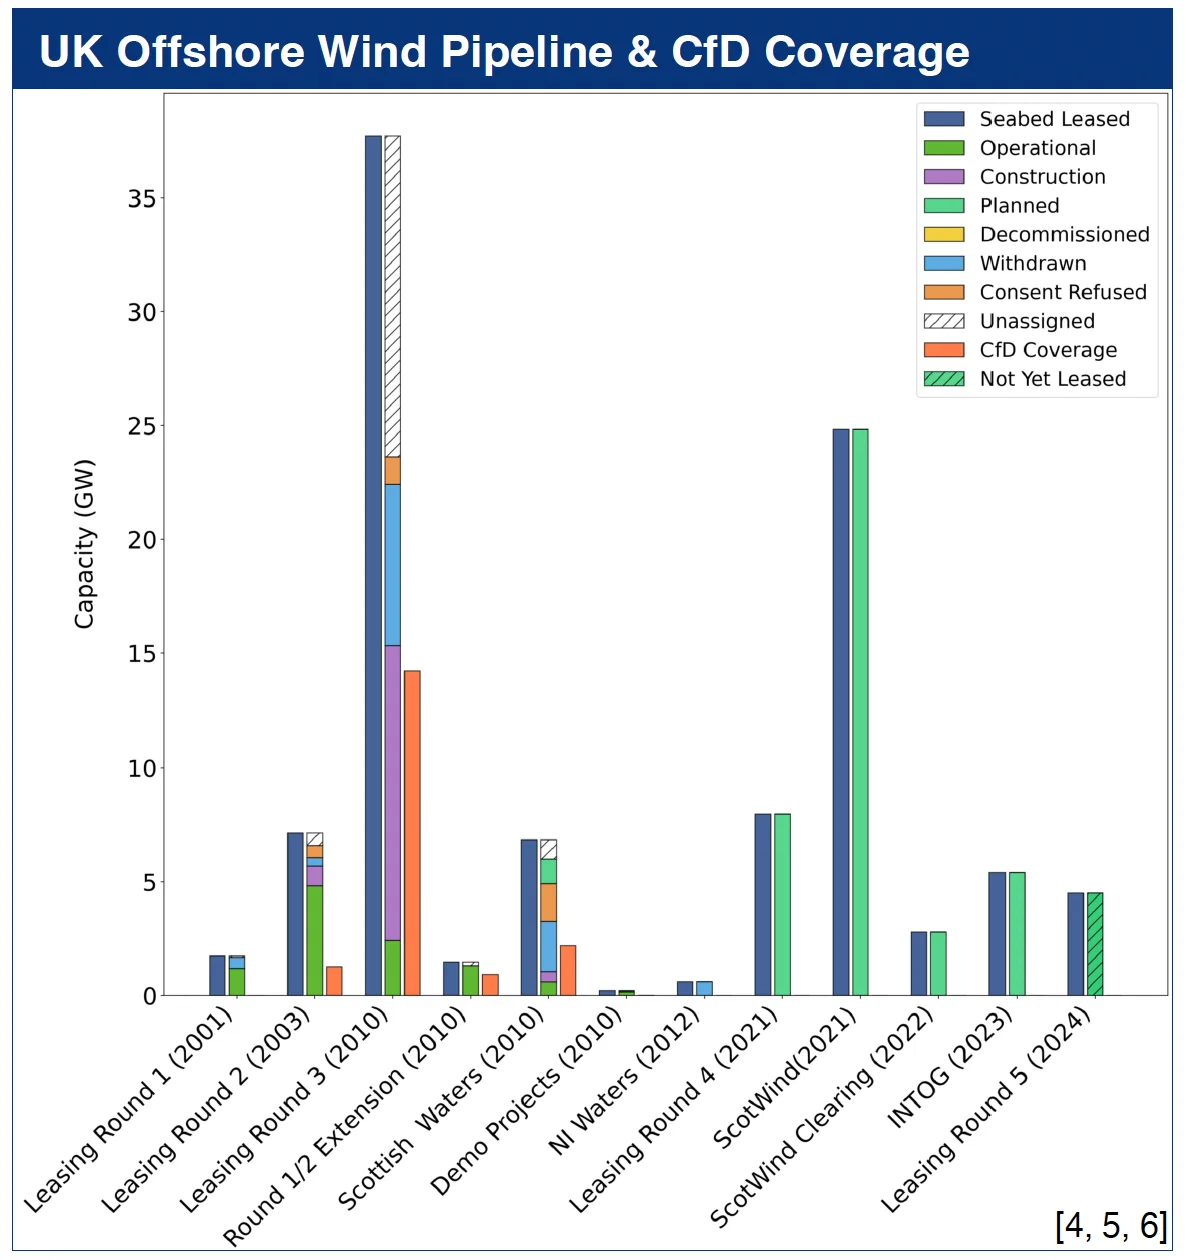 UK Offshore Wind Pipeline & CfD Coverage
Seabed Leased
Operational
Construction
Planned
Decommissioned
Withdrawn
Consent Refused
Unassigned
CfD Coverage
Not Yet Leased
Capacity (GW)
35
30
25
20
15
10
5
0
Leasing Round 1 (2001)
Leasing Round 2 (2003)
Leasing Round 3 (2010)
Round 1/2 Extension (2010)
Scottish  Waters (2010)
Demo Projects (2010)
NI Waters (2012)
Leasing Round 4 (2021)
ScotWind(2021)
ScotWind Clearing (2022)
INTOG (2023)
Leasing Round 5 (2024)
[4, 5, 6]